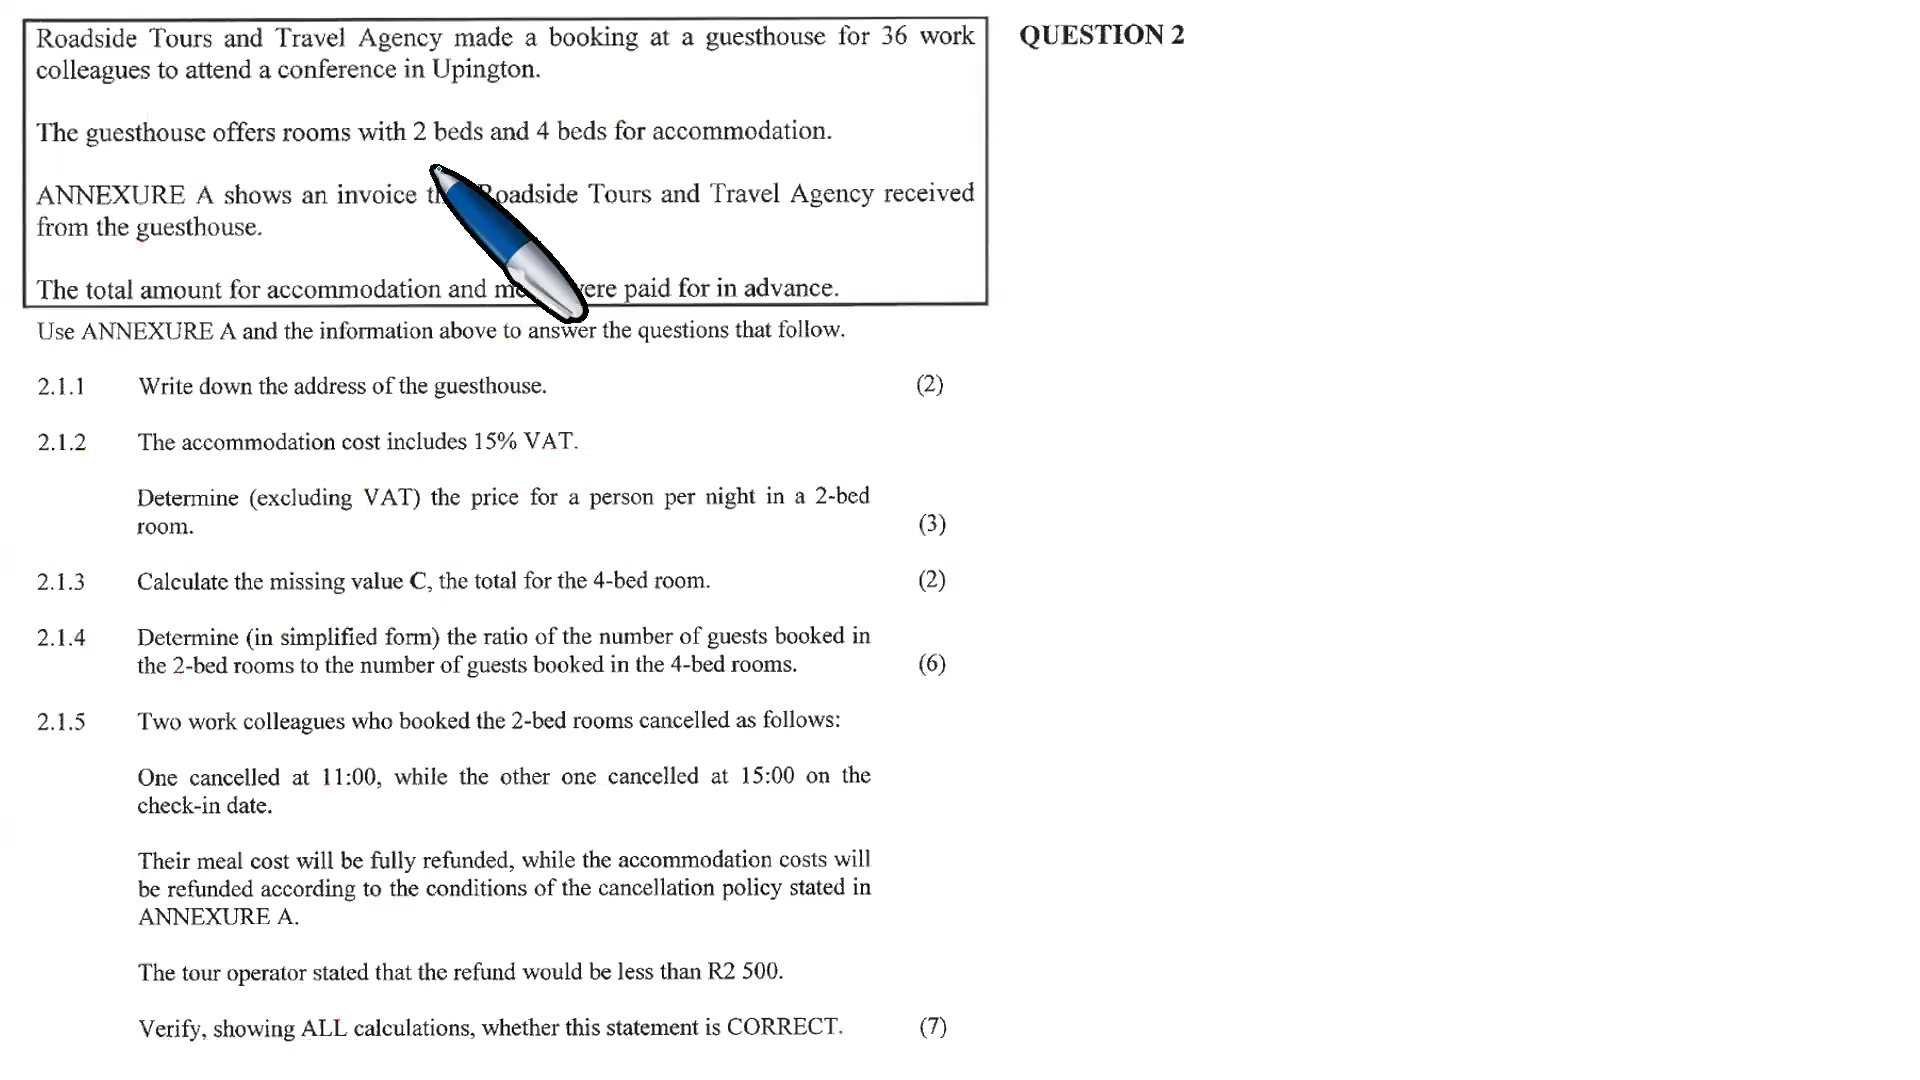 Roadside Tours and Travel Agency made a booking at a guesthouse for 36 work
colleagues to attend a conference in Upington.
The guesthouse offers rooms with 2 beds and 4 beds for accommodation.
ANNEXURE A shows an invoice Roadside Tours and Travel Agency received
from the guesthouse.
The total amount for accommodation and were paid for in advance.
QUESTION 2
Use ANNEXURE A and the information above to answer the questions that follow.
2.1.1 Write down the address of the guesthouse. (2)
2.1.2 The accommodation cost includes 15% VAT.
Determine (excluding VAT) the price for a person per night in a 2-bed
room. (3)
2.1.3 Calculate the missing value C, the total for the 4-bed room. (2)
2.1.4 Determine (in simplified form) the ratio of the number of guests booked in
the 2-bed rooms to the number of guests booked in the 4-bed rooms. (6)
2.1.5 Two work colleagues who booked the 2-bed rooms cancelled as follows:
One cancelled at 11:00, while the other one cancelled at 15:00 on the
check-in date.
Their meal cost will be fully refunded, while the accommodation costs will
be refunded according to the conditions of the cancellation policy stated in
ANNEXURE A.
The tour operator stated that the refund would be less than R2 500.
Verify, showing ALL calculations, whether this statement is CORRECT. (7)